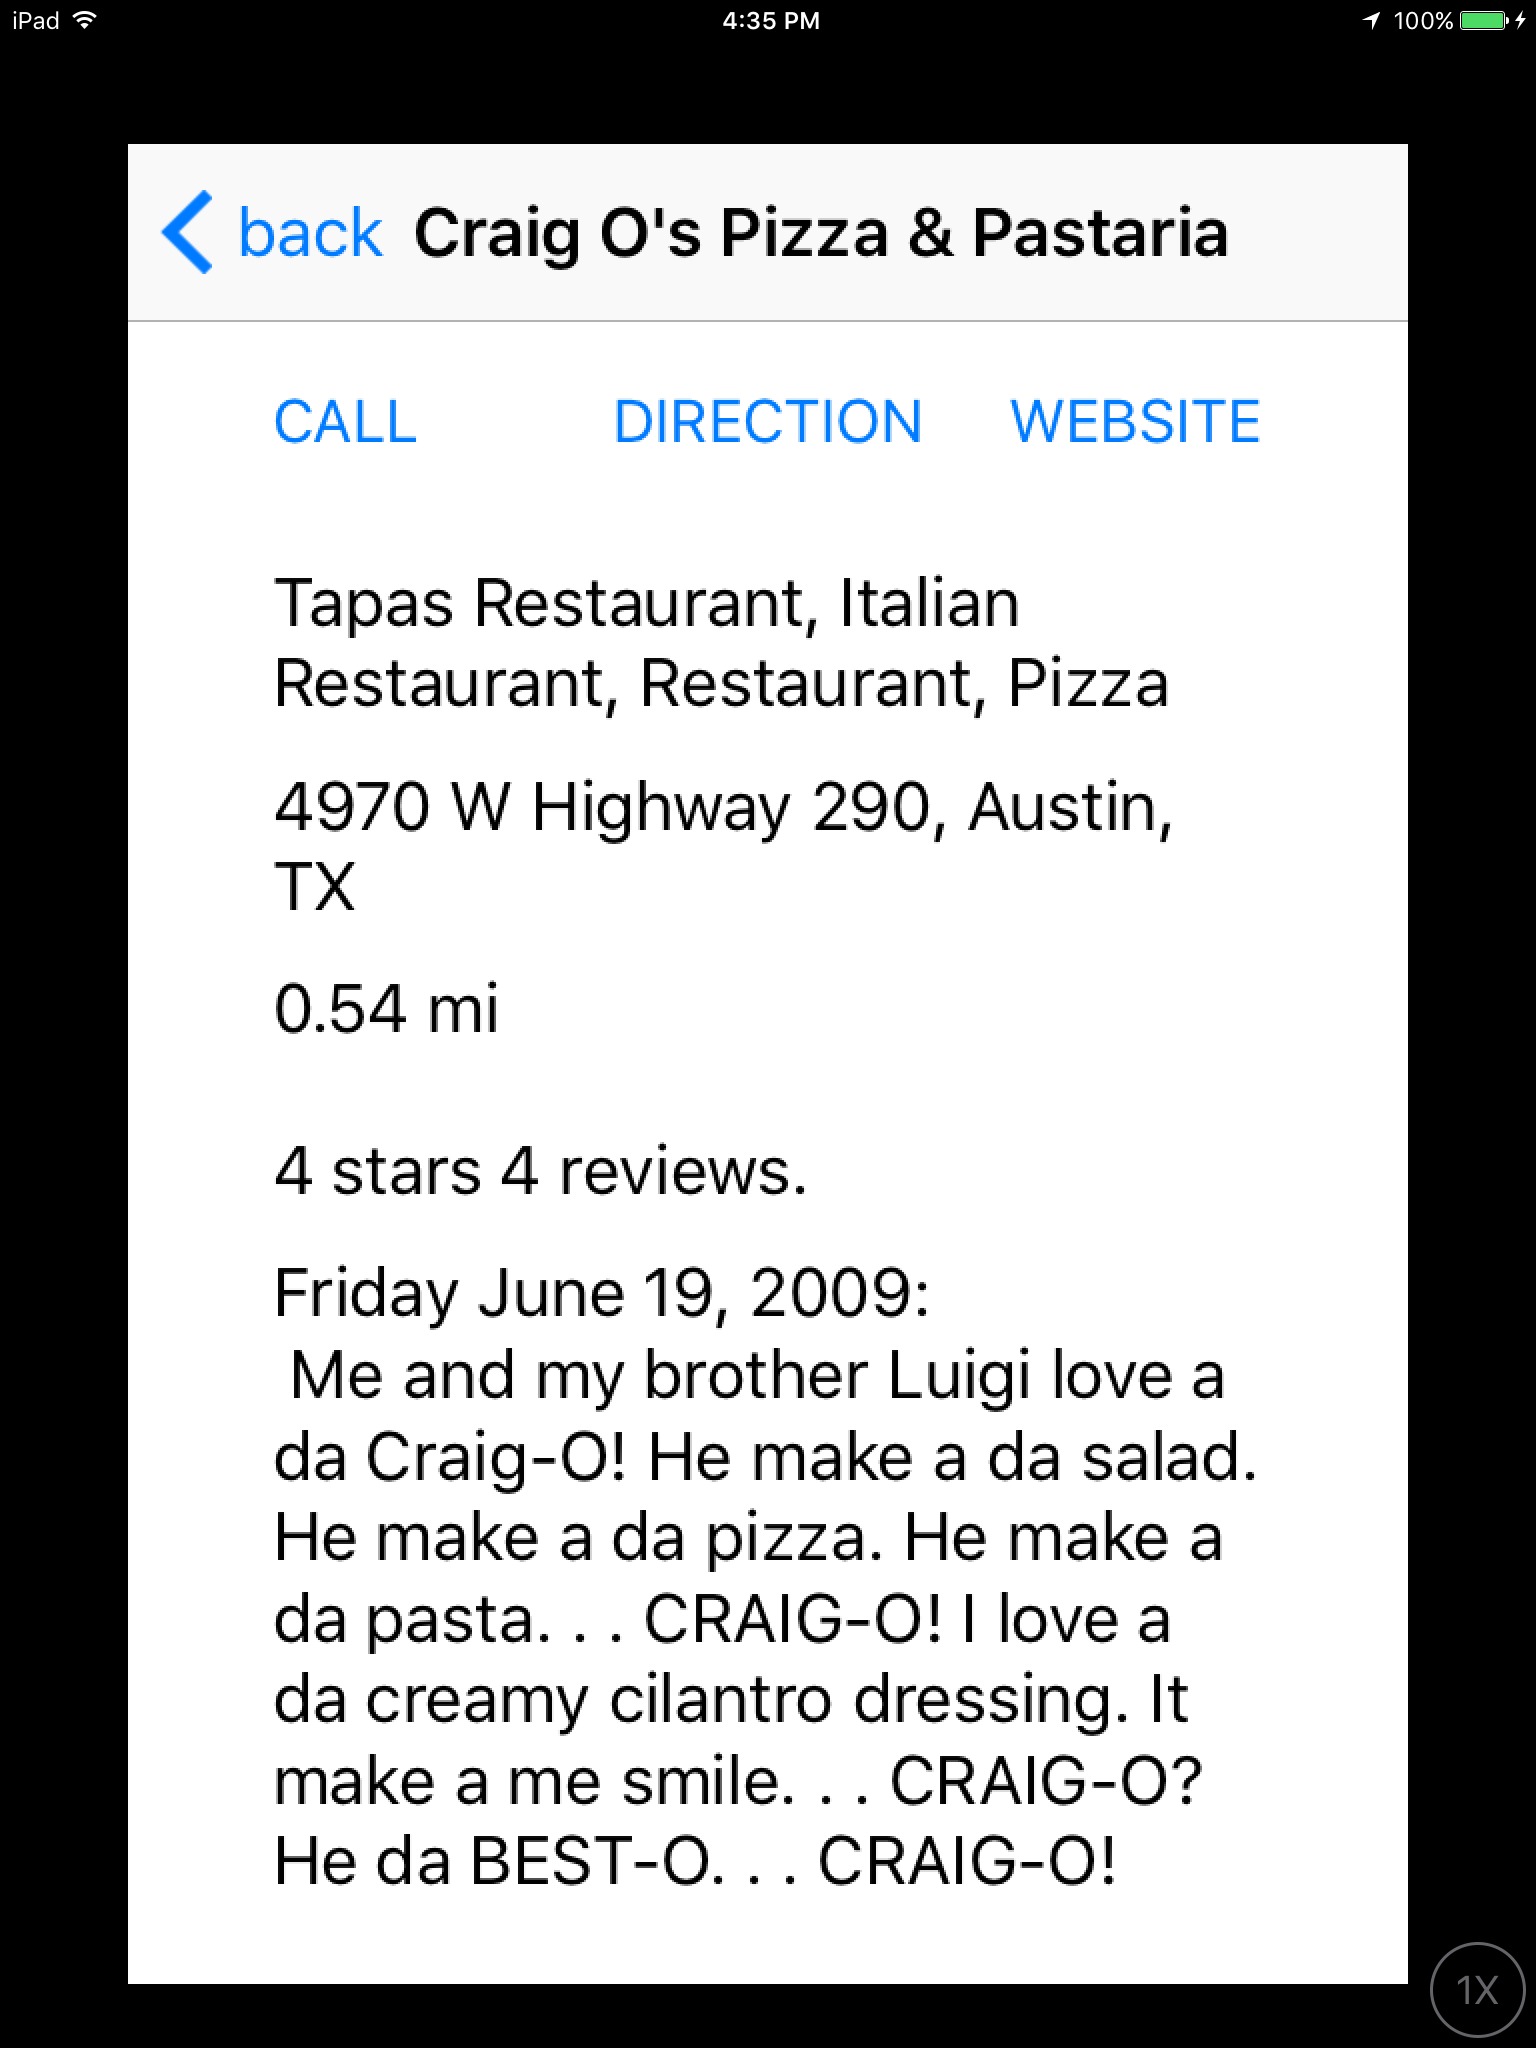 iPad 4:35 PM 100%
back Craig O's Pizza & Pastaria
CALL DIRECTION WEBSITE
Tapas Restaurant, Italian
Restaurant, Restaurant, Pizza
4970 W Highway 290, Austin,
TX
0.54 mi
4 stars 4 reviews.
Friday June 19, 2009:
Me and my brother Luigi love a
da Craig-O! He make a da salad.
He make a da pizza. He make a
da pasta. . . CRAIG-O! I love a
da creamy cilantro dressing. It
make a me smile. . . CRAIG-O?
He da BEST-O. . . CRAIG-O!
1X